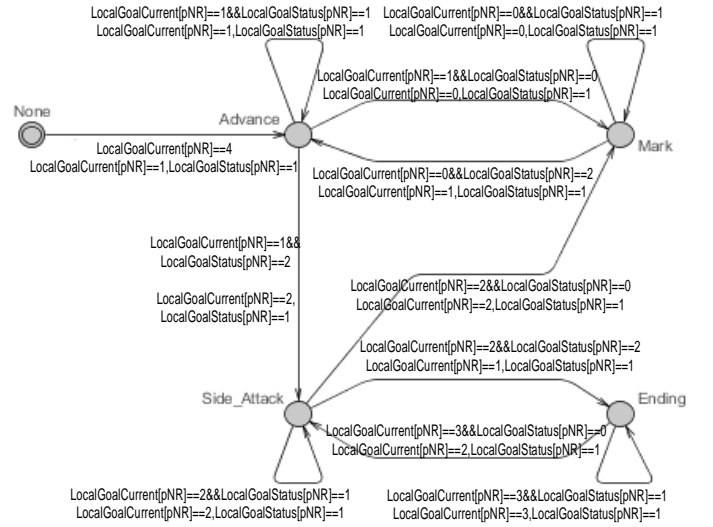 LocalGoalCurrent[pNR]==1&&LocalGoalStatus[pNR]==1
LocalGoalCurrent[pNR]==1,LocalGoalStatus[pNR]==1
LocalGoalCurrent[pNR]==0&&LocalGoalStatus[pNR]==1
LocalGoalCurrent[pNR]==0,LocalGoalStatus[pNR]==1
LocalGoalCurrent[pNR]==1&&LocalGoalStatus[pNR]==0
LocalGoalCurrent[pNR]==0,LocalGoalStatus[pNR]==1
None
Advance
Mark
LocalGoalCurrent[pNR]==4
LocalGoalCurrent[pNR]==1,LocalGoalStatus[pNR]==1
LocalGoalCurrent[pNR]==0&&LocalGoalStatus[pNR]==2
LocalGoalCurrent[pNR]==1,LocalGoalStatus[pNR]==1
LocalGoalCurrent[pNR]==1&&
LocalGoalStatus[pNR]==2
LocalGoalCurrent[pNR]==2,
LocalGoalStatus[pNR]==1
LocalGoalCurrent[pNR]==2&&LocalGoalStatus[pNR]==0
LocalGoalCurrent[pNR]==2,LocalGoalStatus[pNR]==1
LocalGoalCurrent[pNR]==2&&LocalGoalStatus[pNR]==2
LocalGoalCurrent[pNR]==1,LocalGoalStatus[pNR]==1
Side_Attack
Ending
LocalGoalCurrent[pNR]==3&&LocalGoalStatus[pNR]==0
LocalGoalCurrent[pNR]==2,LocalGoalStatus[pNR]==1
LocalGoalCurrent[pNR]==2&&LocalGoalStatus[pNR]==1
LocalGoalCurrent[pNR]==2,LocalGoalStatus[pNR]==1
LocalGoalCurrent[pNR]==3&&LocalGoalStatus[pNR]==1
LocalGoalCurrent[pNR]==3,LocalGoalStatus[pNR]==1